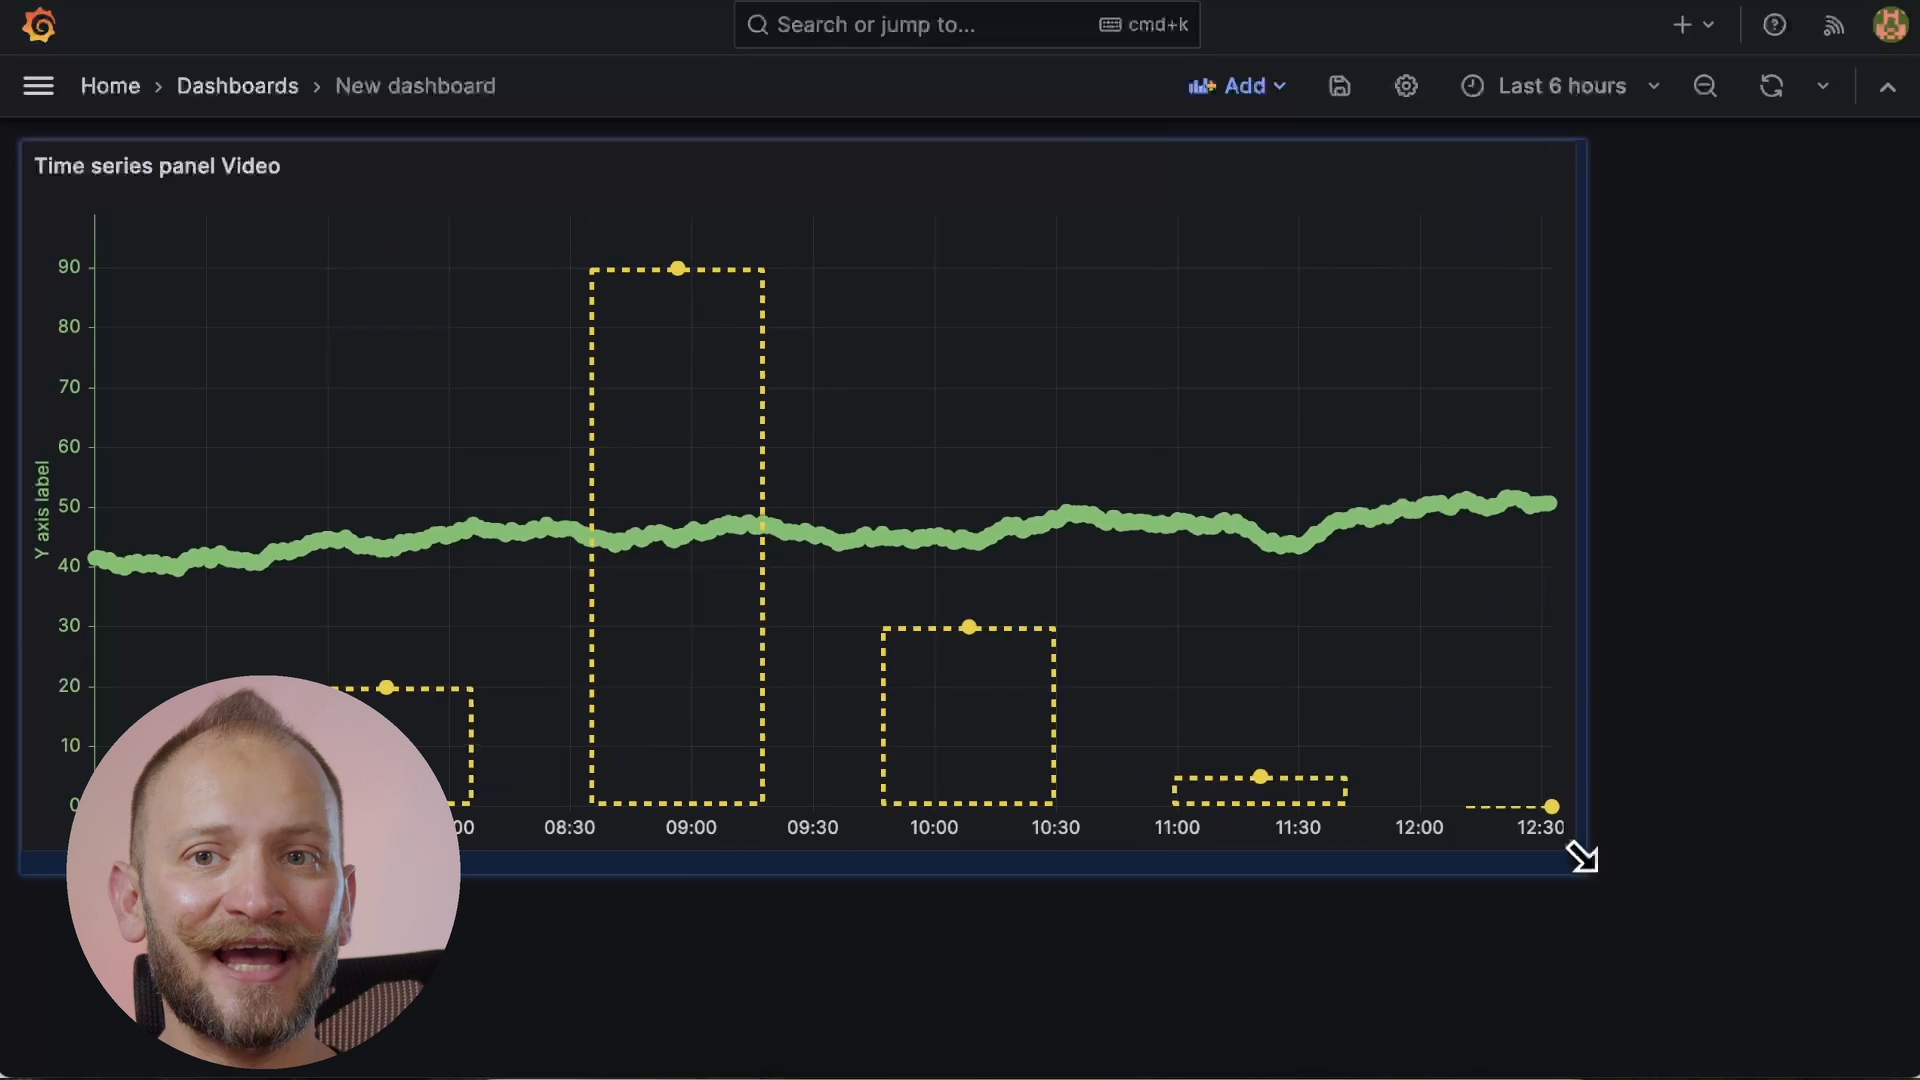 Search or jump to... cmd+k
Home › Dashboards › New dashboard Add Last 6 hours
Time series panel Video
90
80
70
60
50
40
30
20
10
0
Y axis label
00 08:30 09:00 09:30 10:00 10:30 11:00 11:30 12:00 12:30